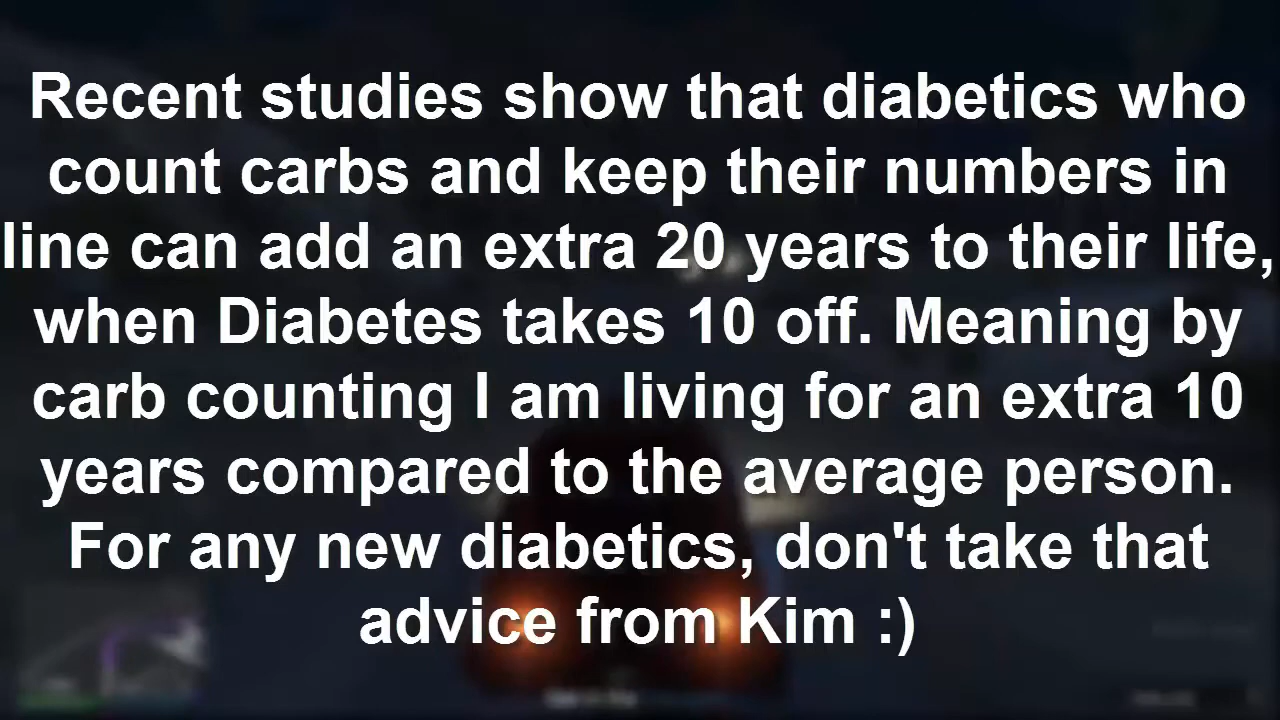 Recent studies show that diabetics who
count carbs and keep their numbers in
line can add an extra 20 years to their life,
when Diabetes takes 10 off. Meaning by
carb counting I am living for an extra 10
years compared to the average person.
For any new diabetics, don't take that
advice from Kim :)